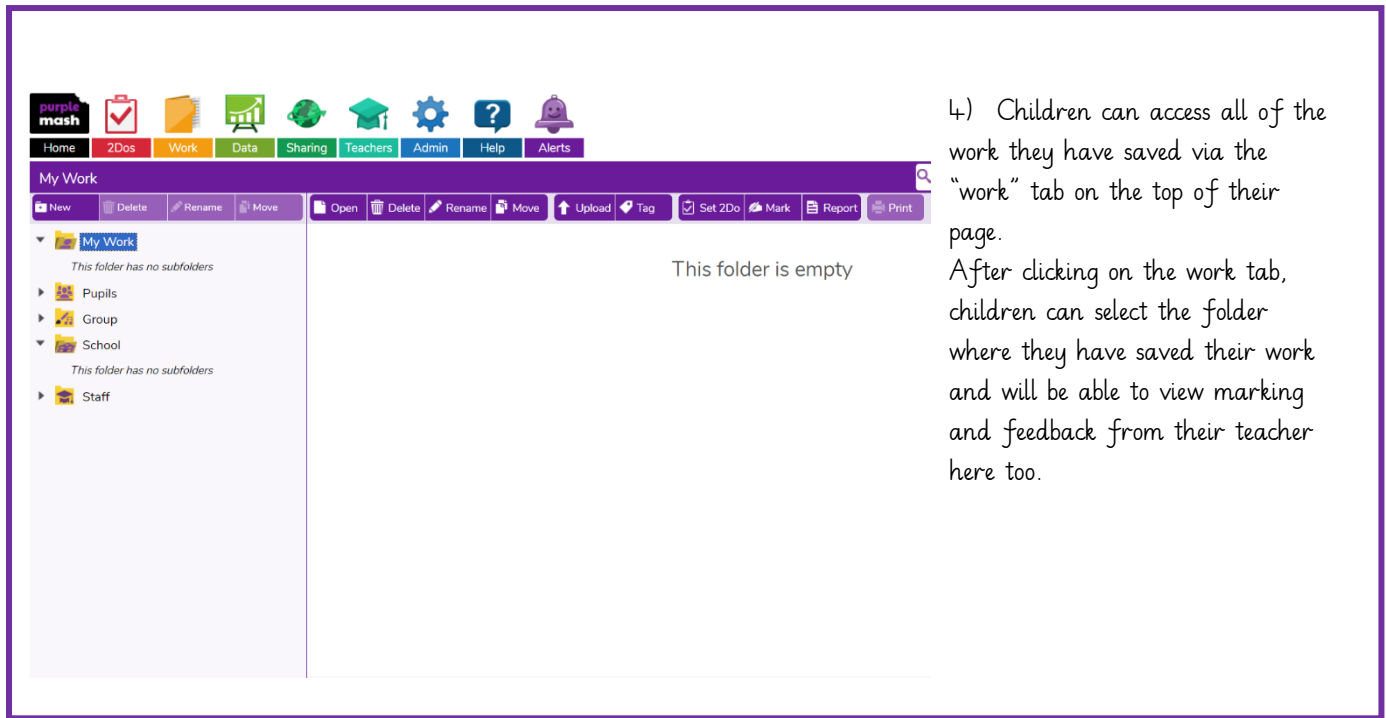 purple
mash
Home 2Dos Work Data Sharing Teachers Admin Help Alerts
My Work
New Delete Rename Move Open Delete Rename Move Upload Tag Set 2Do Mark Report Print
My Work
This folder has no subfolders
Pupils
Group
School
This folder has no subfolders
Staff
This folder is empty
4) Children can access all of the
work they have saved via the
“work” tab on the top of their
page.
After clicking on the work tab,
children can select the folder
where they have saved their work
and will be able to view marking
and feedback from their teacher
here too.